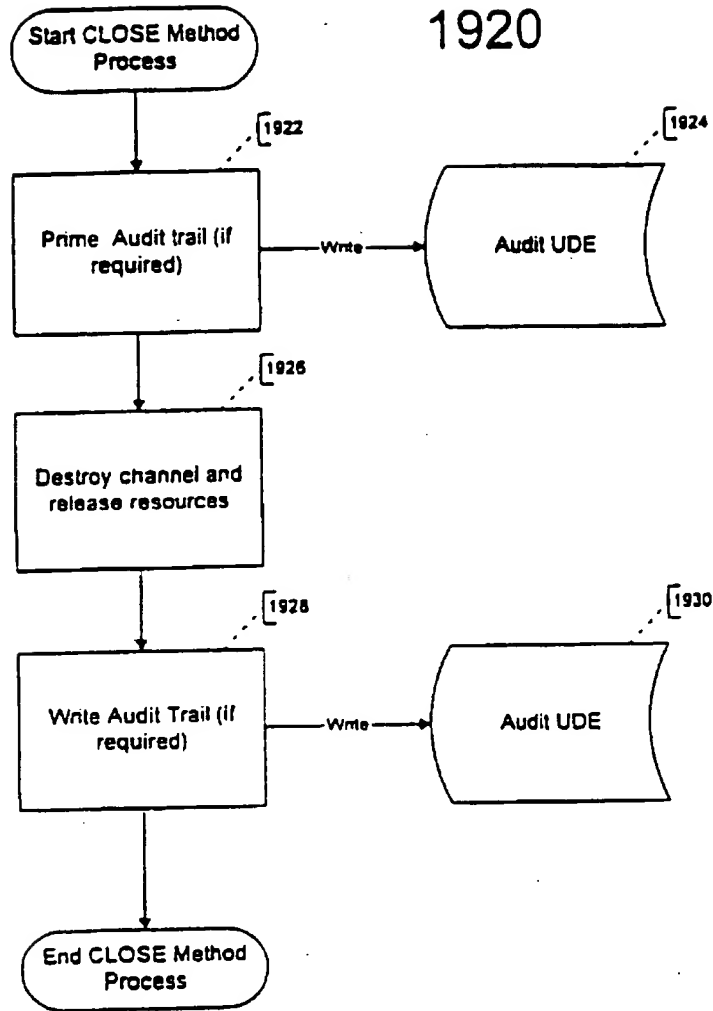 1920
Start CLOSE Method
Process
1922
1924
Prime Audit trail (if
required)
Write
Audit UDE
1926
Destroy channel and
release resources
1928
1930
Write Audit Trail (if
required)
Write
Audit UDE
End CLOSE Method
Process